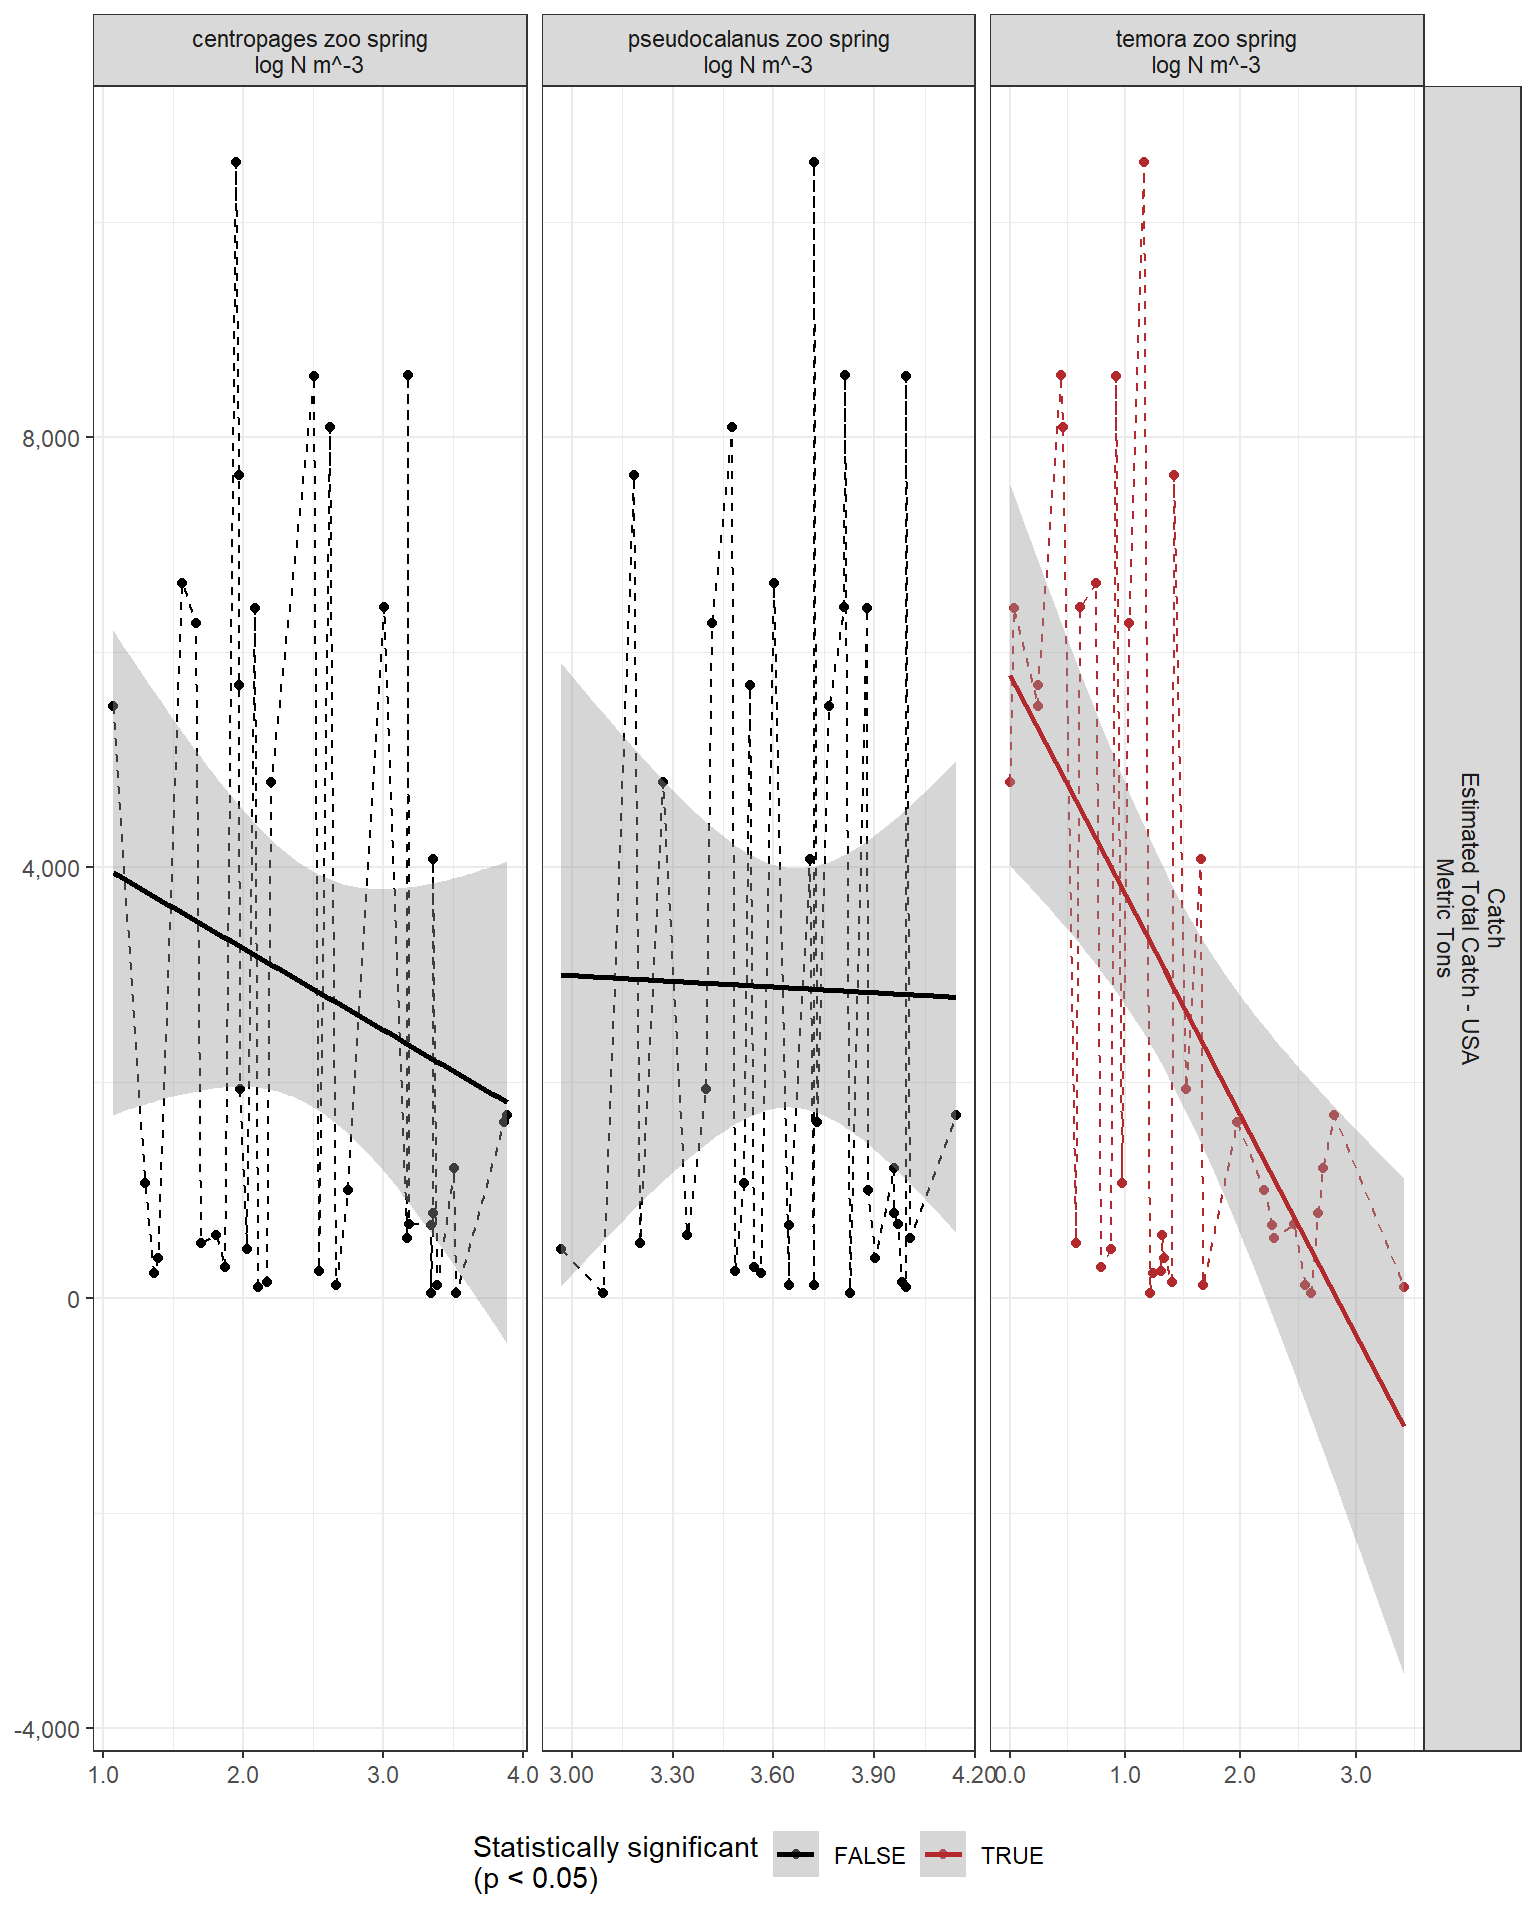 centropages zoo spring
log N m^-3
pseudocalanus zoo spring
log N m^-3
temora zoo spring
log N m^-3
8,000
4,000
0
-4,000
1.0
2.0
3.0
4.0
3.00
3.30
3.60
3.90
4.20
0.0
1.0
2.0
3.0
Catch
Estimated Total Catch - USA
Metric Tons
Statistically significant
(p < 0.05)
FALSE
TRUE